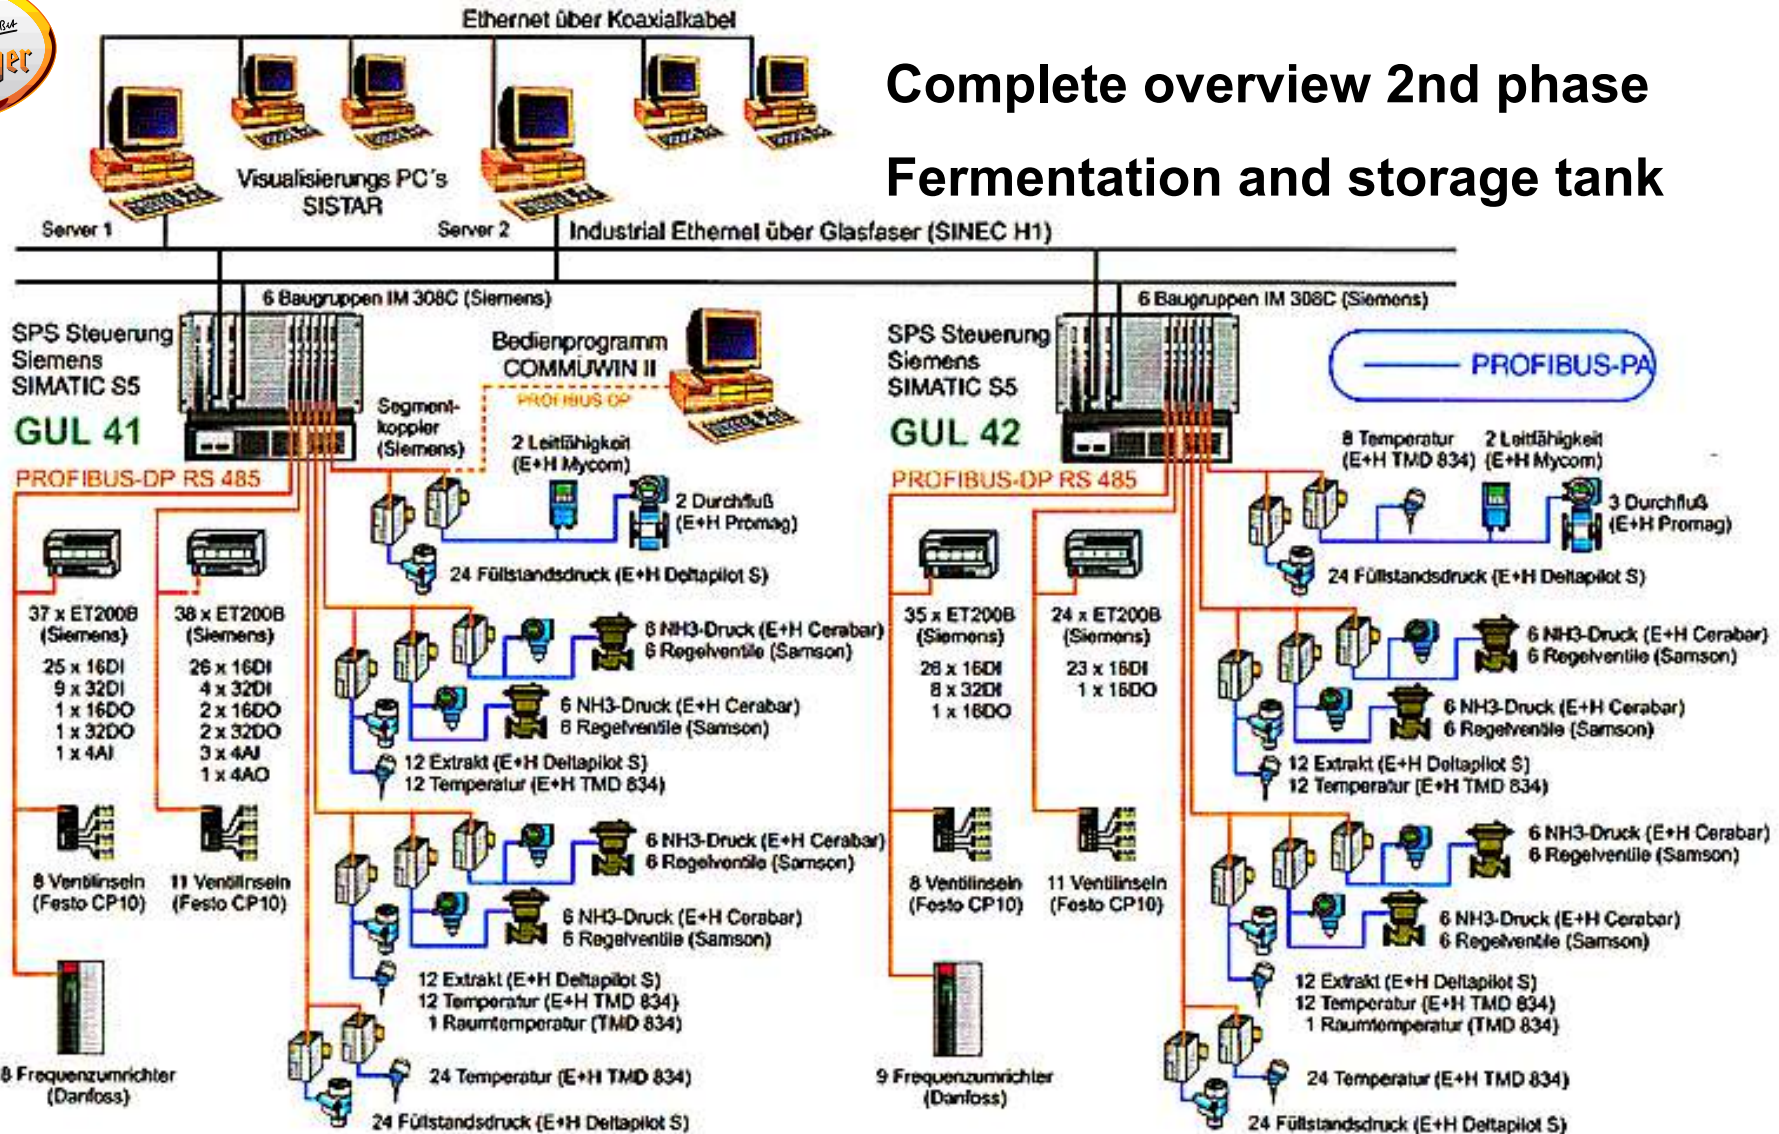 Ethernet über Koaxialkabel
Complete overview 2nd phase
Fermentation and storage tank
Visualisierungs PC´s
SISTAR
Server 1
Server 2
Industrial Ethernet über Glasfaser (SINEC H1)
6 Baugruppen IM 308C (Siemens)
SPS Steuerung
Siemens
SIMATIC S5
GUL 41
PROFIBUS-DP RS 485
Bedienprogramm
COMMUWIN II
PROFIBUS-DP
Segment-
koppler
(Siemens)
2 Leitfähigkeit
(E+H Mycom)
2 Durchfluß
(E+H Promag)
24 Füllstandsdruck (E+H Deltapilot S)
37 x ET200B
(Siemens)
25 x 16DI
9 x 32DI
1 x 16DO
1 x 32DO
1 x 4AI
38 x ET200B
(Siemens)
26 x 16DI
4 x 32DI
2 x 16DO
2 x 32DO
3 x 4AI
1 x 4AO
6 NH3-Druck (E+H Cerabar)
6 Regelventile (Samson)
6 NH3-Druck (E+H Cerabar)
6 Regelventile (Samson)
12 Extrakt (E+H Deltapilot S)
12 Temperatur (E+H TMD 834)
8 Ventilinseln
(Festo CP10)
11 Ventilinseln
(Festo CP10)
6 NH3-Druck (E+H Cerabar)
6 Regelventile (Samson)
6 NH3-Druck (E+H Cerabar)
6 Regelventile (Samson)
12 Extrakt (E+H Deltapilot S)
12 Temperatur (E+H TMD 834)
1 Raumtemperatur (TMD 834)
8 Frequenzumrichter
(Danfoss)
24 Temperatur (E+H TMD 834)
24 Füllstandsdruck (E+H Deltapilot S)
6 Baugruppen IM 308C (Siemens)
SPS Steuerung
Siemens
SIMATIC S5
GUL 42
PROFIBUS-DP RS 485
PROFIBUS-PA
8 Temperatur
(E+H TMD 834)
2 Leitfähigkeit
(E+H Mycom)
3 Durchfluß
(E+H Promag)
24 Füllstandsdruck (E+H Deltapilot S)
35 x ET200B
(Siemens)
26 x 16DI
8 x 32DI
1 x 16DO
24 x ET200B
(Siemens)
23 x 16DI
1 x 16DO
6 NH3-Druck (E+H Cerabar)
6 Regelventile (Samson)
6 NH3-Druck (E+H Cerabar)
6 Regelventile (Samson)
12 Extrakt (E+H Deltapilot S)
12 Temperatur (E+H TMD 834)
8 Ventilinseln
(Festo CP10)
11 Ventilinseln
(Festo CP10)
6 NH3-Druck (E+H Cerabar)
6 Regelventile (Samson)
6 NH3-Druck (E+H Cerabar)
6 Regelventile (Samson)
12 Extrakt (E+H Deltapilot S)
12 Temperatur (E+H TMD 834)
1 Raumtemperatur (TMD 834)
9 Frequenzumrichter
(Danfoss)
24 Temperatur (E+H TMD 834)
24 Füllstandsdruck (E+H Deltapilot S)